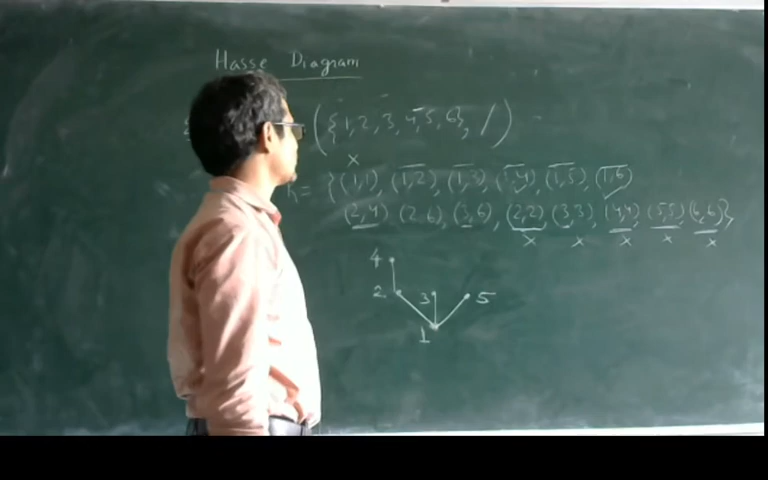 Hasse Diagram
({1, 2, 3, 4, 5, 6}, /)
x
= {(1,1), (1,2), (1,3), (1,4), (1,5), (1,6)
(2,4) (2,6), (3,6), (2,2), (3,3), (4,4), (5,5) (6,6)},
x x x x x
4
2 3 5
1